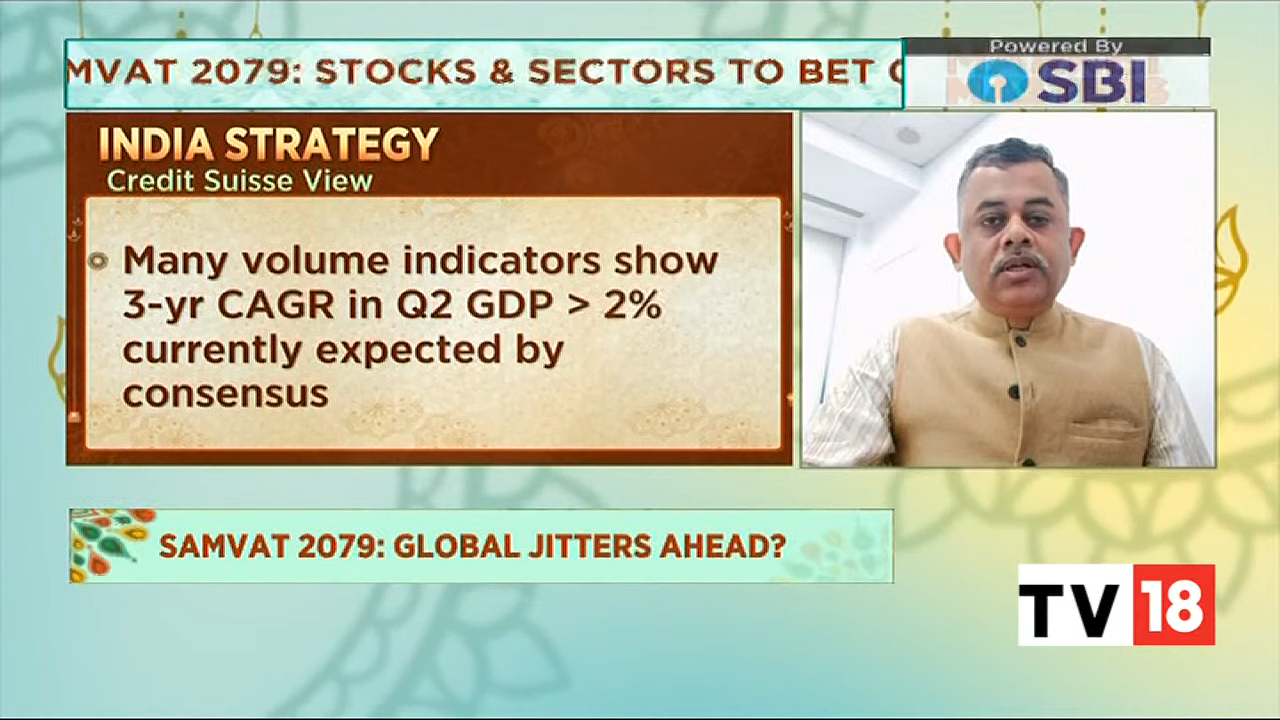 Powered By
MVAT 2079: STOCKS & SECTORS TO BET
SBI
INDIA STRATEGY
Credit Suisse View
Many volume indicators show
3-yr CAGR in Q2 GDP > 2%
currently expected by
consensus
SAMVAT 2079: GLOBAL JITTERS AHEAD?
TV18